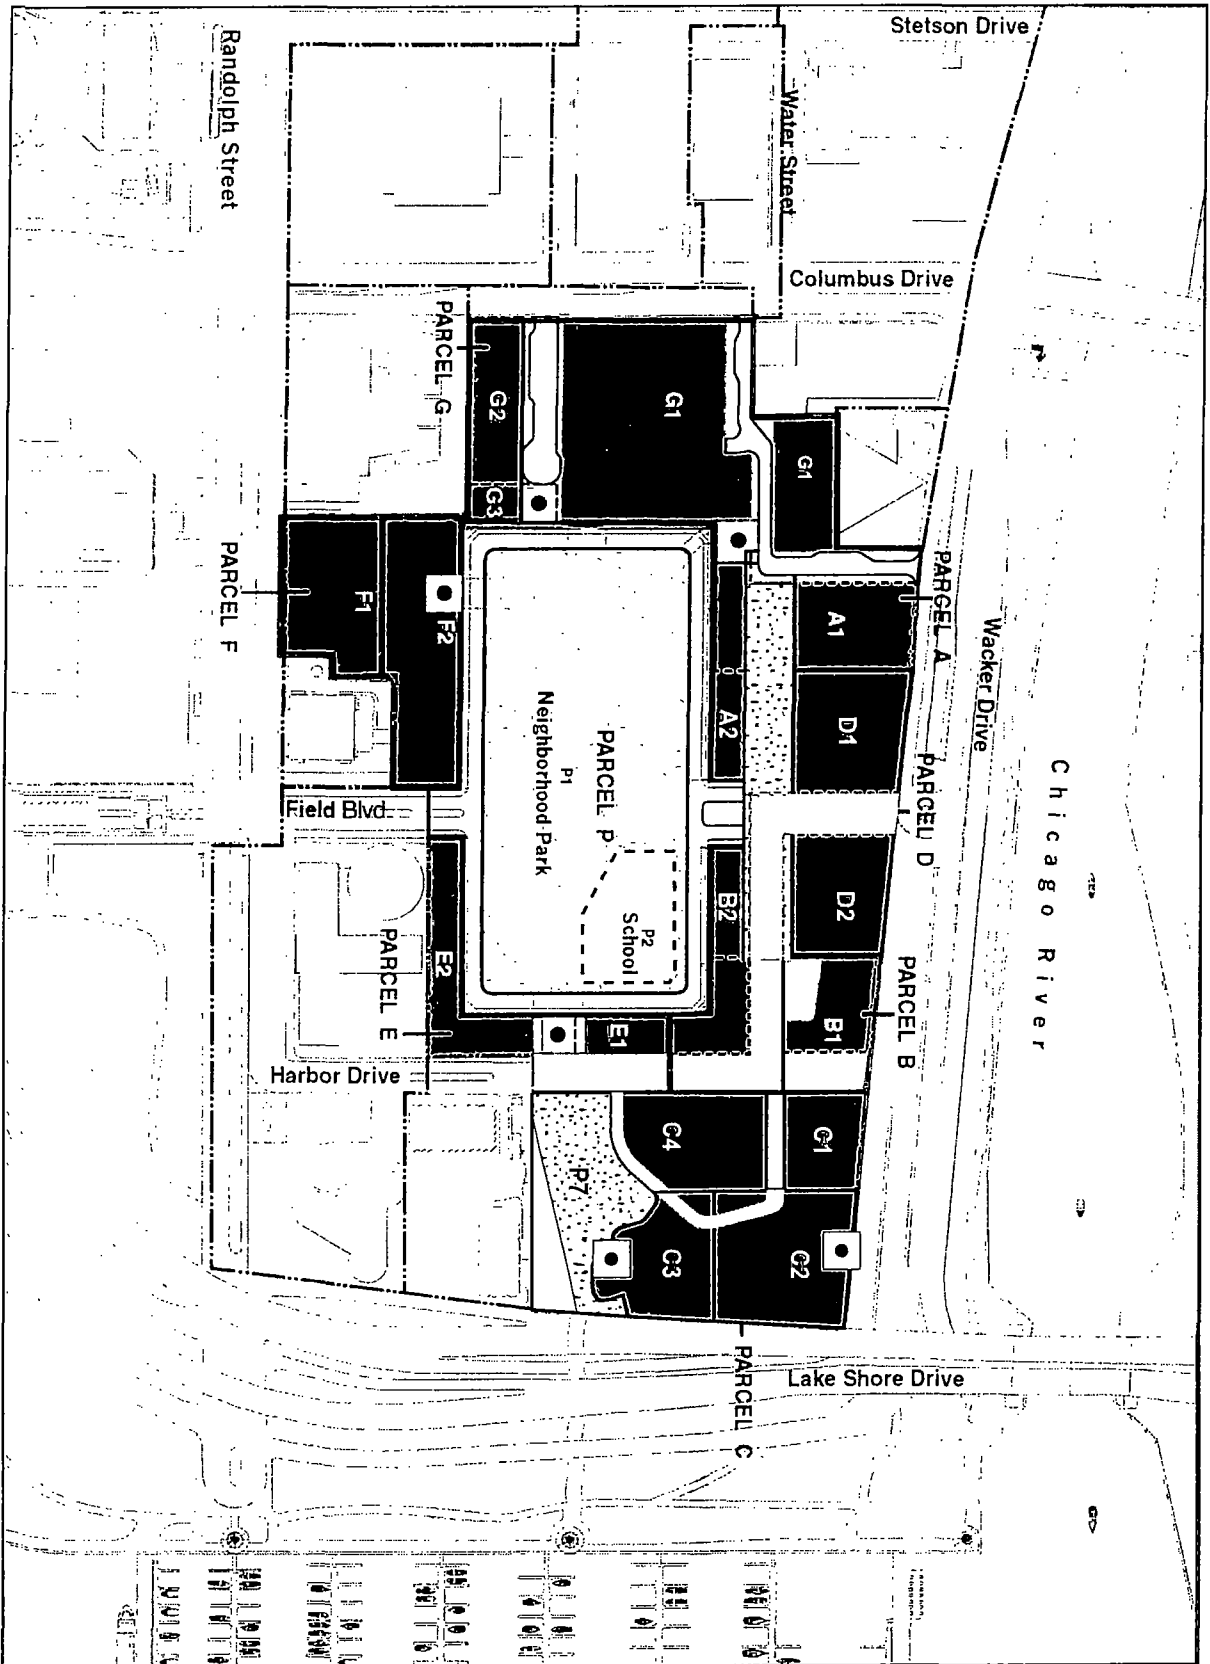 Stetson Drive
Randolph Street
Water Street
Columbus Drive
PARCEL G
G2
G3
G1
G1
PARCEL F
F1
F2
PARCEL A
A1
A2
Wacker Drive
D1
PARCEL D
Chicago River
PARCEL P
P1
Neighborhood Park
Field Blvd
P2
School
B2
D2
PARCEL B
B1
E2
PARCEL E
E1
Harbor Drive
C4
C1
P7
C3
C2
PARCEL C
Lake Shore Drive